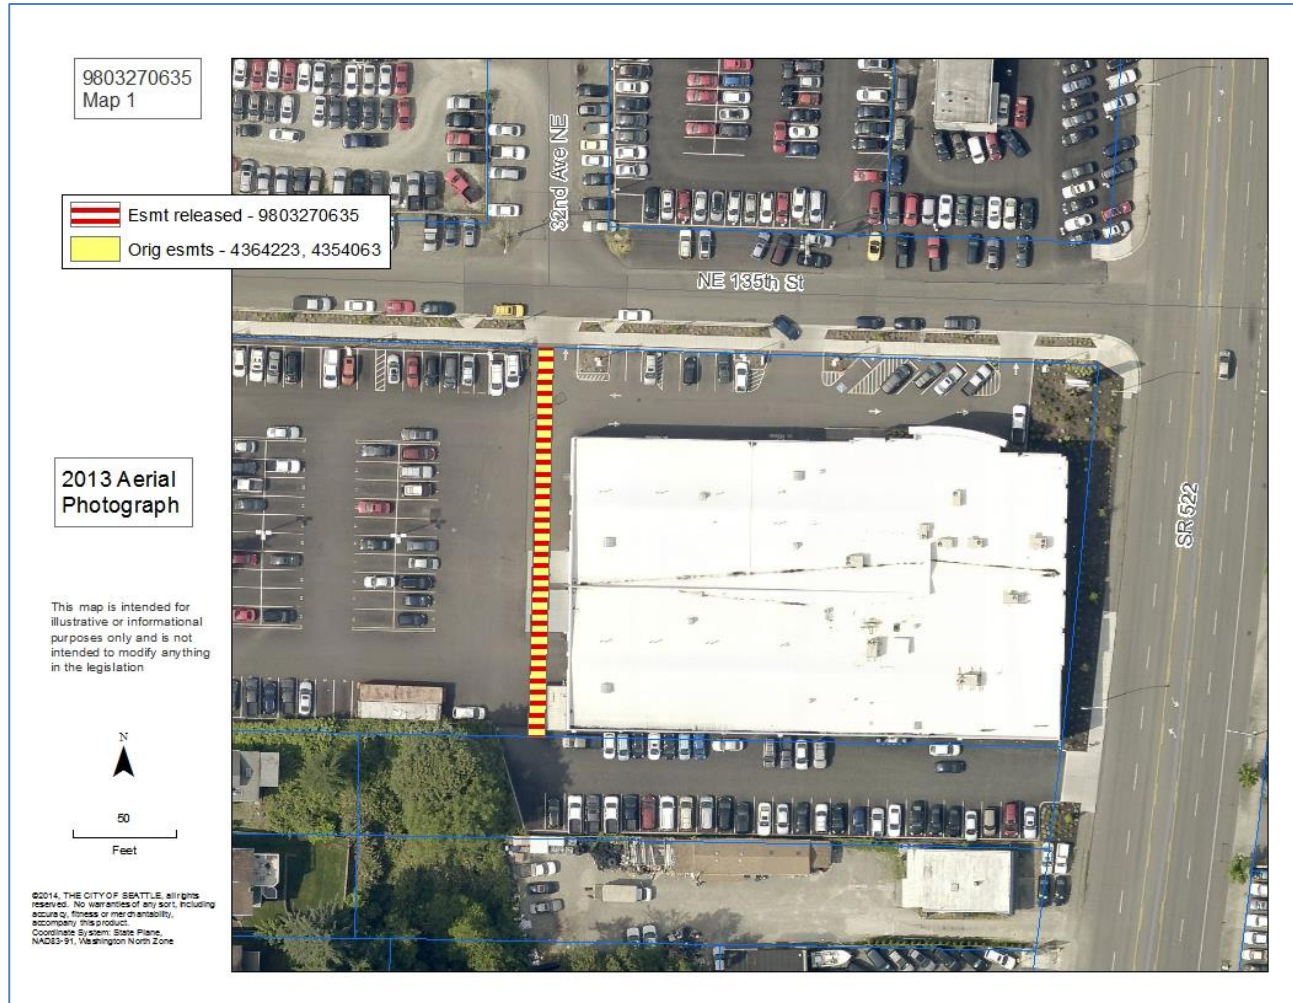 9803270635
Map 1
Esmt released - 9803270635
Orig esmts - 4364223, 4354063
32nd Ave NE
NE 135th St
2013 Aerial
Photograph
SR 522
This map is intended for
illustrative or informational
purposes only and is not
intended to modify anything
in the legislation
N
50
Feet
©2014, THE CITY OF SEATTLE, all rights
reserved. No warranties of any sort, including
accuracy, fitness or merchantability,
accompany this product.
Coordinate System: State Plane,
NAD83-91, Washington North Zone